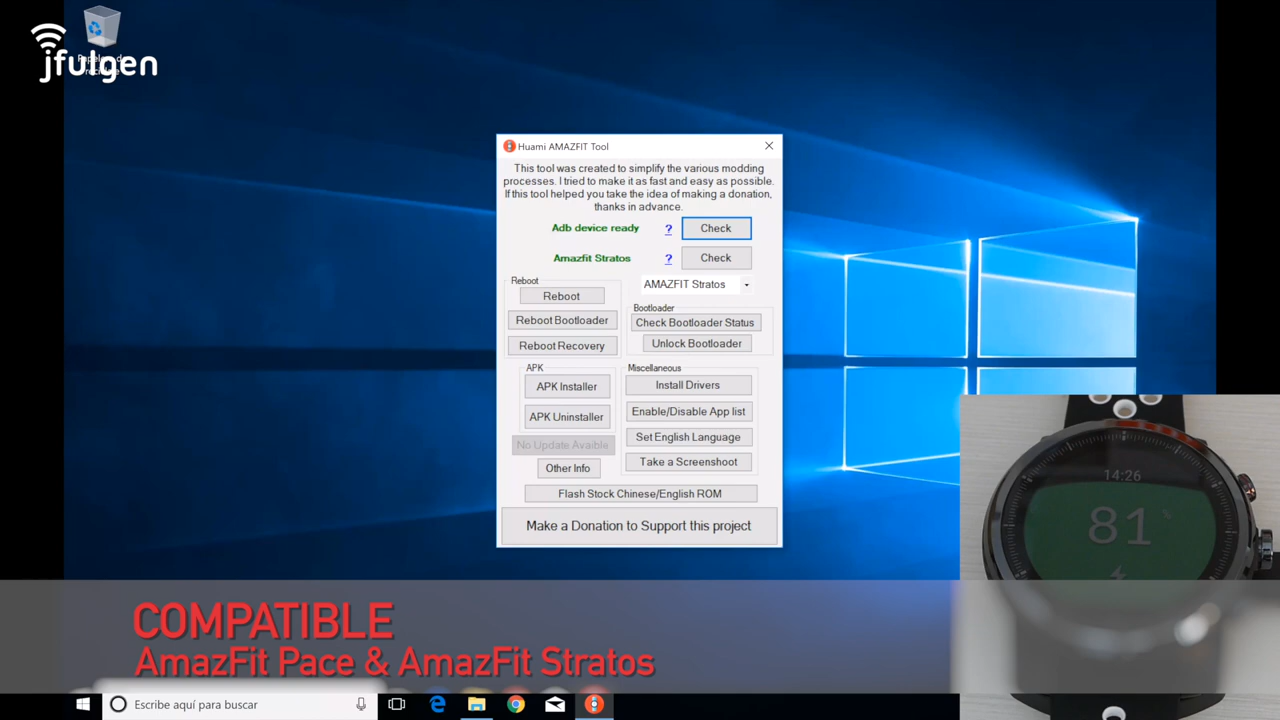 jfulgen
Huami AMAZFIT Tool
This tool was created to simplify the various modding
processes. I tried to make it as fast and easy as possible.
If this tool helped you take the idea of making a donation,
thanks in advance.
Adb device ready ? Check
Amazfit Stratos ? Check
AMAZFIT Stratos
Reboot
Reboot
Reboot Bootloader
Reboot Recovery
Bootloader
Check Bootloader Status
Unlock Bootloader
APK
APK Installer
APK Uninstaller
No Update Avaible
Other Info
Miscellaneous
Install Drivers
Enable/Disable App list
Set English Language
Take a Screenshoot
Flash Stock Chinese/English ROM
Make a Donation to Support this project
14:26
81
COMPATIBLE
AmazFit Pace & AmazFit Stratos
Escribe aquí para buscar